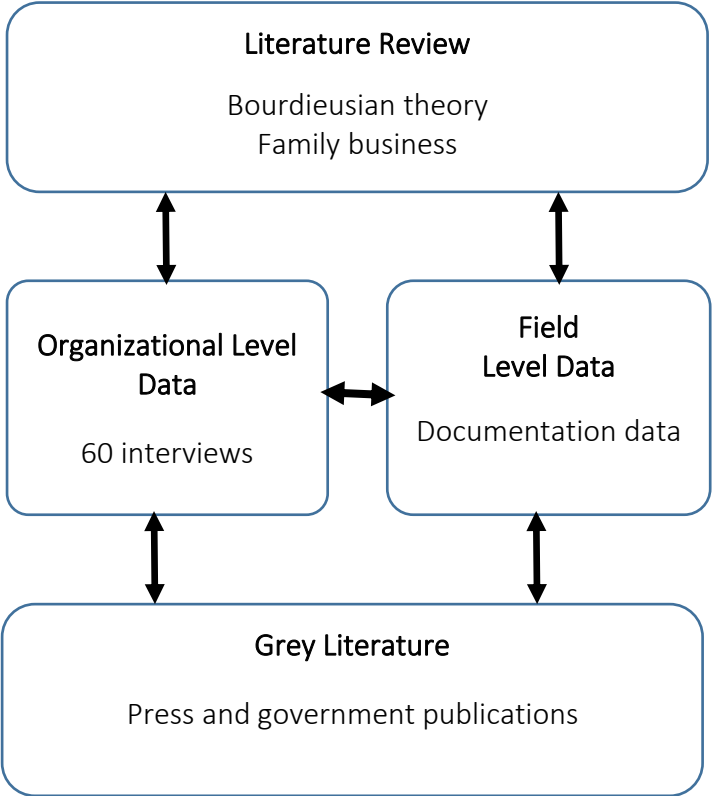 Literature Review
Bourdieusian theory
Family business
Organizational Level
Data
60 interviews
Field
Level Data
Documentation data
Grey Literature
Press and government publications